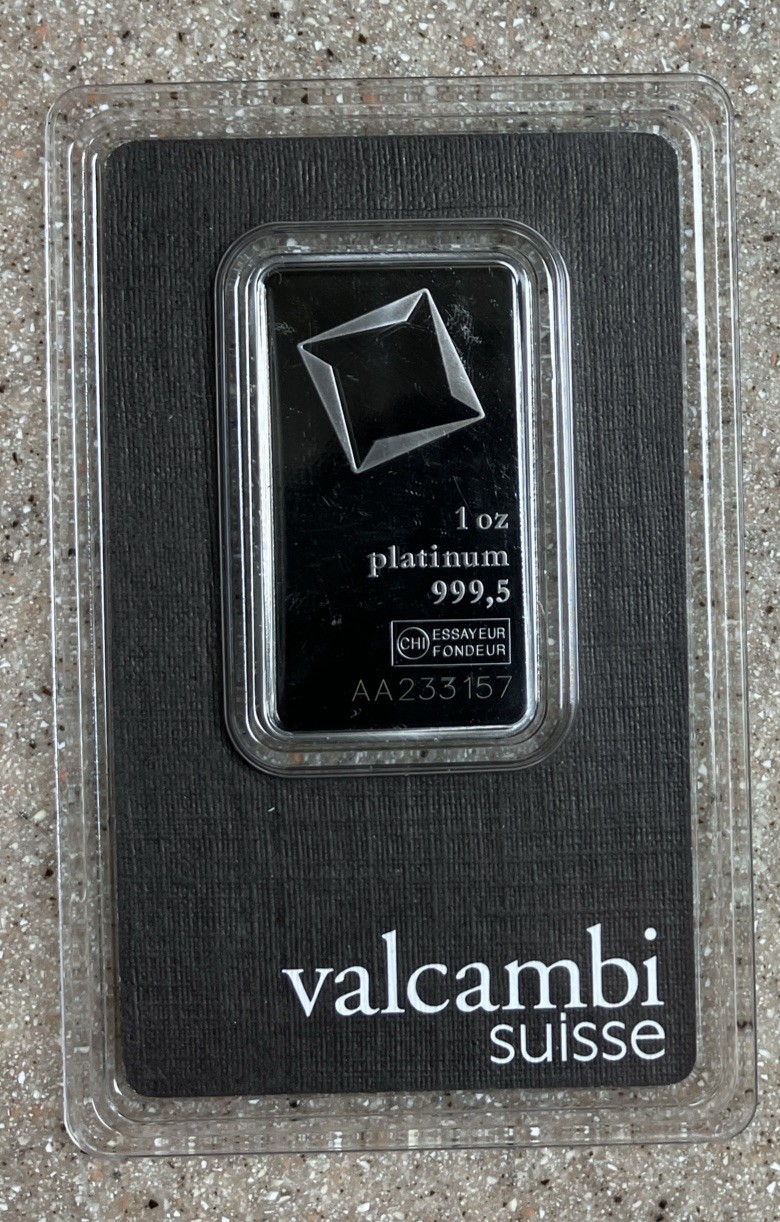 1 oz
platinum
999,5
CHI ESSAYEUR
FONDEUR
AA233157
valcambi
suisse